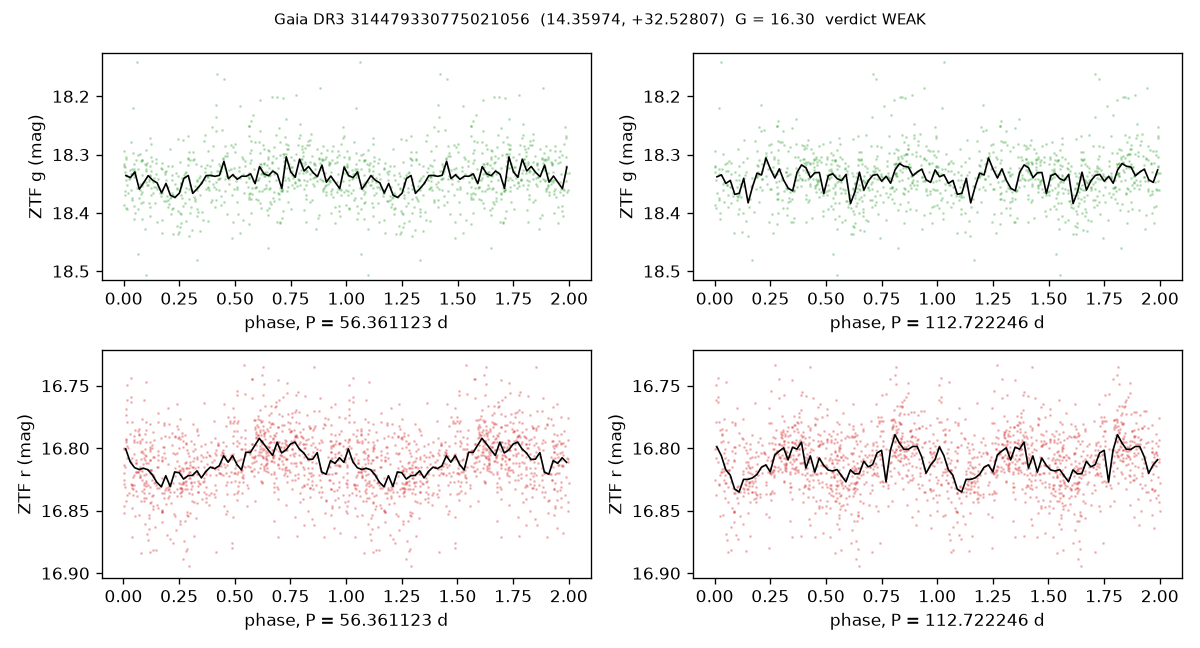 Gaia DR3 314479330775021056  (14.35974, +32.52807)  G = 16.30  verdict WEAK
ZTF g (mag)
18.2
18.3
18.4
18.5
0.00 0.25 0.50 0.75 1.00 1.25 1.50 1.75 2.00
phase, P = 56.361123 d
ZTF g (mag)
18.2
18.3
18.4
18.5
0.00 0.25 0.50 0.75 1.00 1.25 1.50 1.75 2.00
phase, P = 112.722246 d
ZTF r (mag)
16.75
16.80
16.85
16.90
0.00 0.25 0.50 0.75 1.00 1.25 1.50 1.75 2.00
phase, P = 56.361123 d
ZTF r (mag)
16.75
16.80
16.85
16.90
0.00 0.25 0.50 0.75 1.00 1.25 1.50 1.75 2.00
phase, P = 112.722246 d